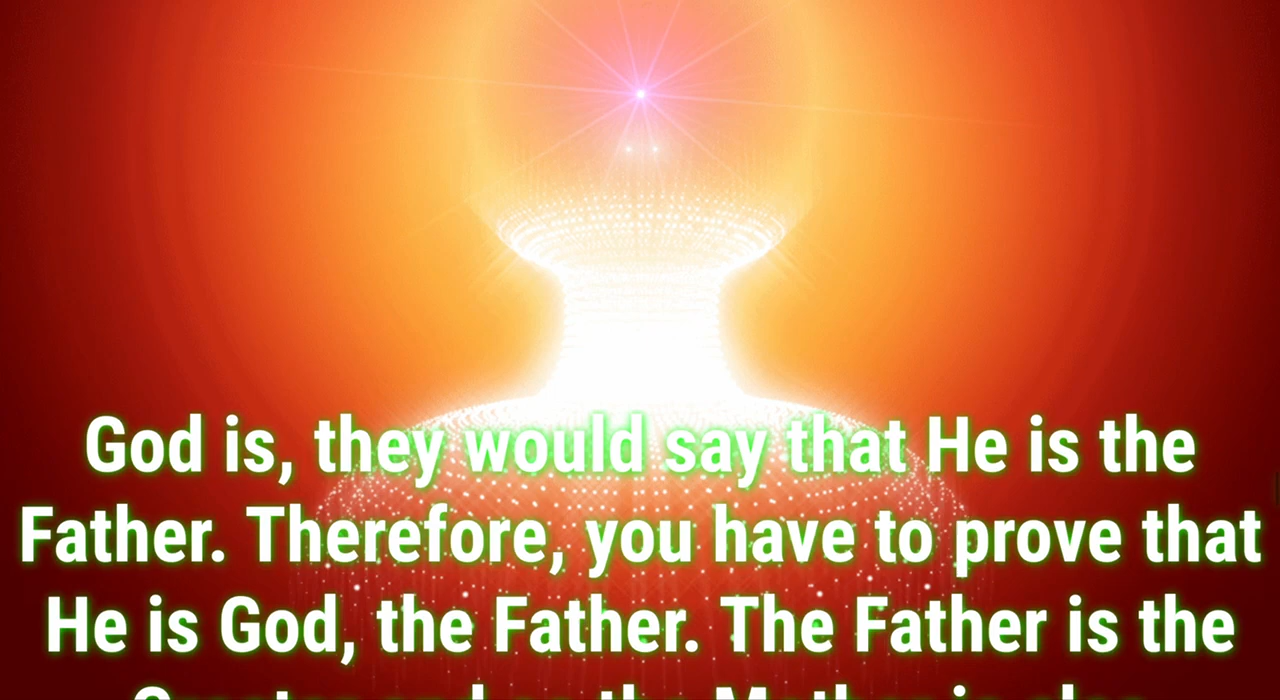 God is, they would say that He is the
Father. Therefore, you have to prove that
He is God, the Father. The Father is the